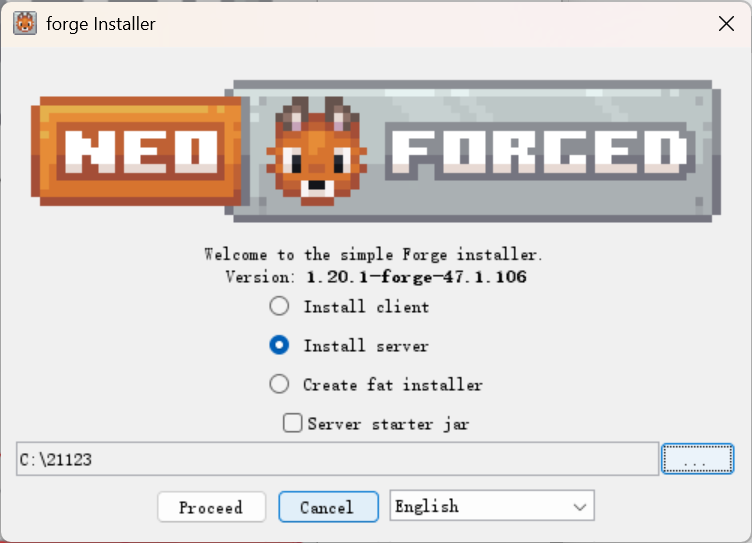 forge Installer
NEO FORGED
Welcome to the simple Forge installer.
Version: 1.20.1-forge-47.1.106
Install client
Install server
Create fat installer
Server starter jar
C:\21123
...
Proceed
Cancel
English